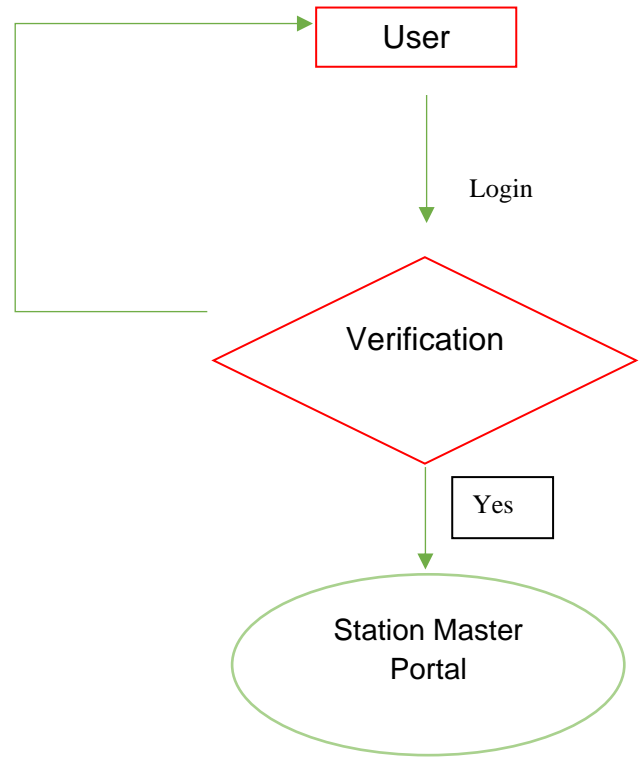 User
Login
Verification
Yes
Station Master
Portal